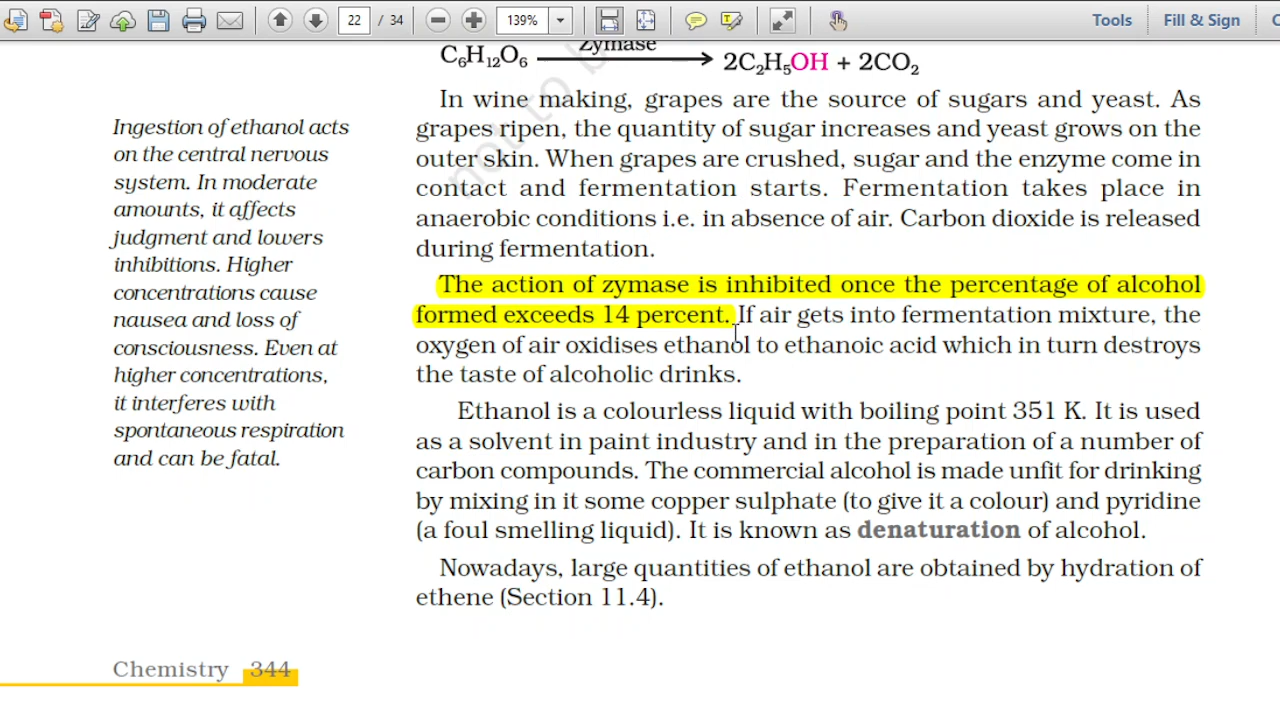 22 / 34 139% Tools Fill & Sign
Zymase
C₆H₁₂O₆ ⟶ 2C₂H₅OH + 2CO₂
In wine making, grapes are the source of sugars and yeast. As
grapes ripen, the quantity of sugar increases and yeast grows on the
outer skin. When grapes are crushed, sugar and the enzyme come in
contact and fermentation starts. Fermentation takes place in
anaerobic conditions i.e. in absence of air. Carbon dioxide is released
during fermentation.
The action of zymase is inhibited once the percentage of alcohol
formed exceeds 14 percent. If air gets into fermentation mixture, the
oxygen of air oxidises ethanol to ethanoic acid which in turn destroys
the taste of alcoholic drinks.
Ethanol is a colourless liquid with boiling point 351 K. It is used
as a solvent in paint industry and in the preparation of a number of
carbon compounds. The commercial alcohol is made unfit for drinking
by mixing in it some copper sulphate (to give it a colour) and pyridine
(a foul smelling liquid). It is known as denaturation of alcohol.
Nowadays, large quantities of ethanol are obtained by hydration of
ethene (Section 11.4).
Ingestion of ethanol acts
on the central nervous
system. In moderate
amounts, it affects
judgment and lowers
inhibitions. Higher
concentrations cause
nausea and loss of
consciousness. Even at
higher concentrations,
it interferes with
spontaneous respiration
and can be fatal.
not to b
Chemistry 344